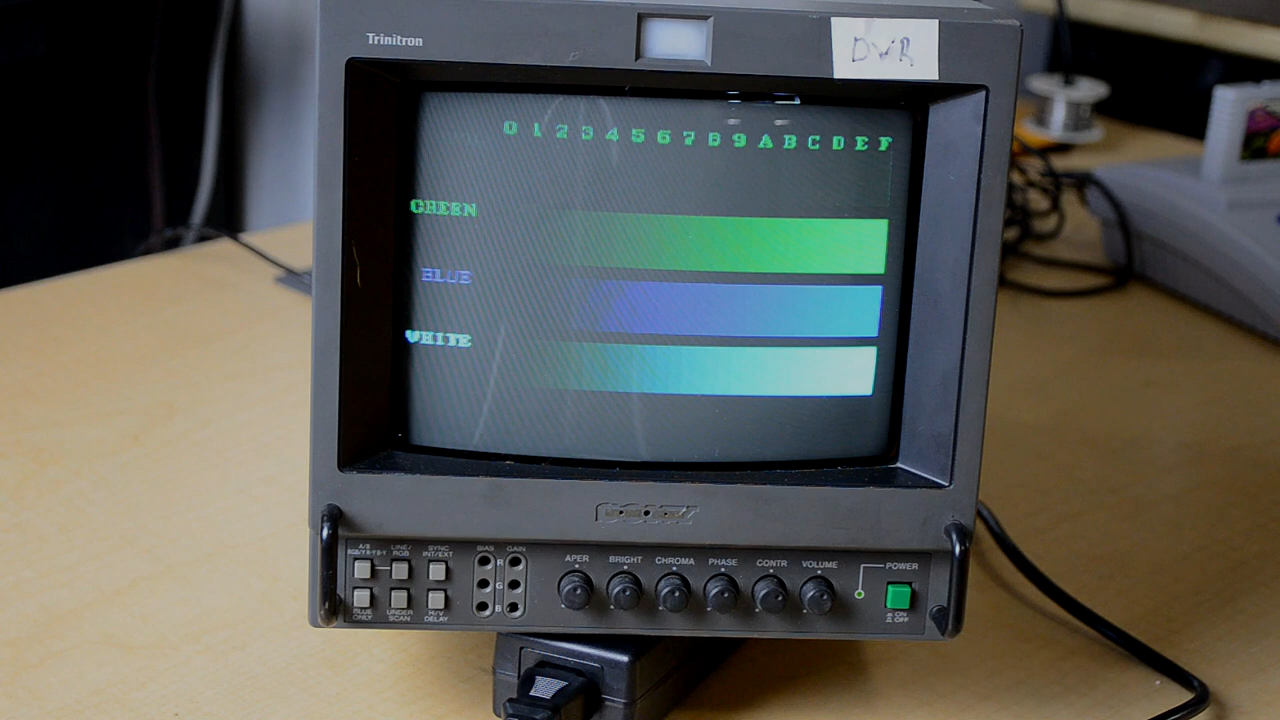 Trinitron
DVR
0 1 2 3 4 5 6 7 8 9 A B C D E F
GREEN
BLUE
WHITE
A/B
RGB/Y R-Y B-Y
LINE/
RGB
SYNC
INT/EXT
BLUE
ONLY
UNDER
SCAN
H/V
DELAY
BIAS GAIN
R
G
B
APER BRIGHT CHROMA PHASE CONTR VOLUME
POWER
ON
OFF